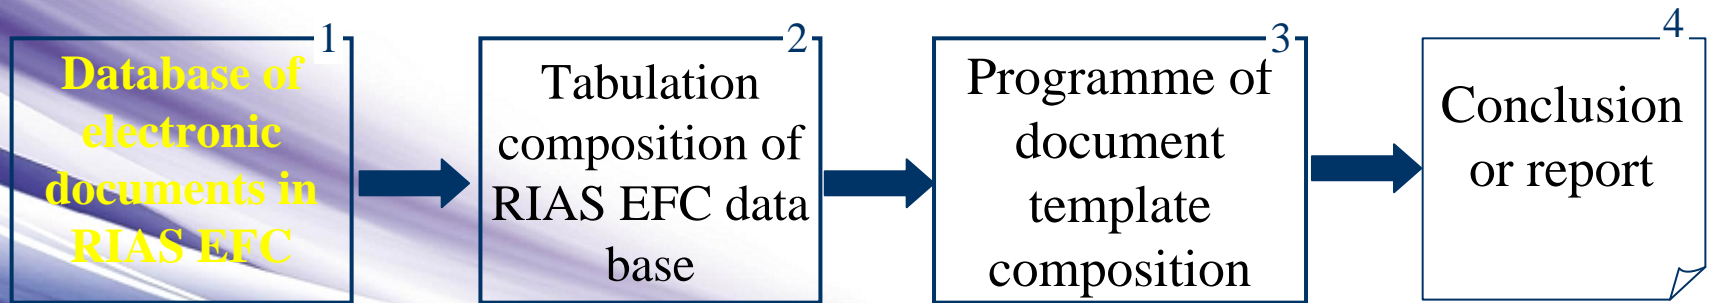 1
Database of
electronic
documents in
RIAS EFC
2
Tabulation
composition of
RIAS EFC data
base
3
Programme of
document
template
composition
4
Conclusion
or report